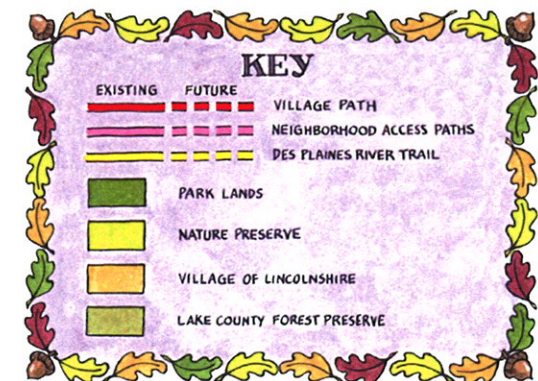 KEY
EXISTING FUTURE
VILLAGE PATH
NEIGHBORHOOD ACCESS PATHS
DES PLAINES RIVER TRAIL
PARK LANDS
NATURE PRESERVE
VILLAGE OF LINCOLNSHIRE
LAKE COUNTY FOREST PRESERVE